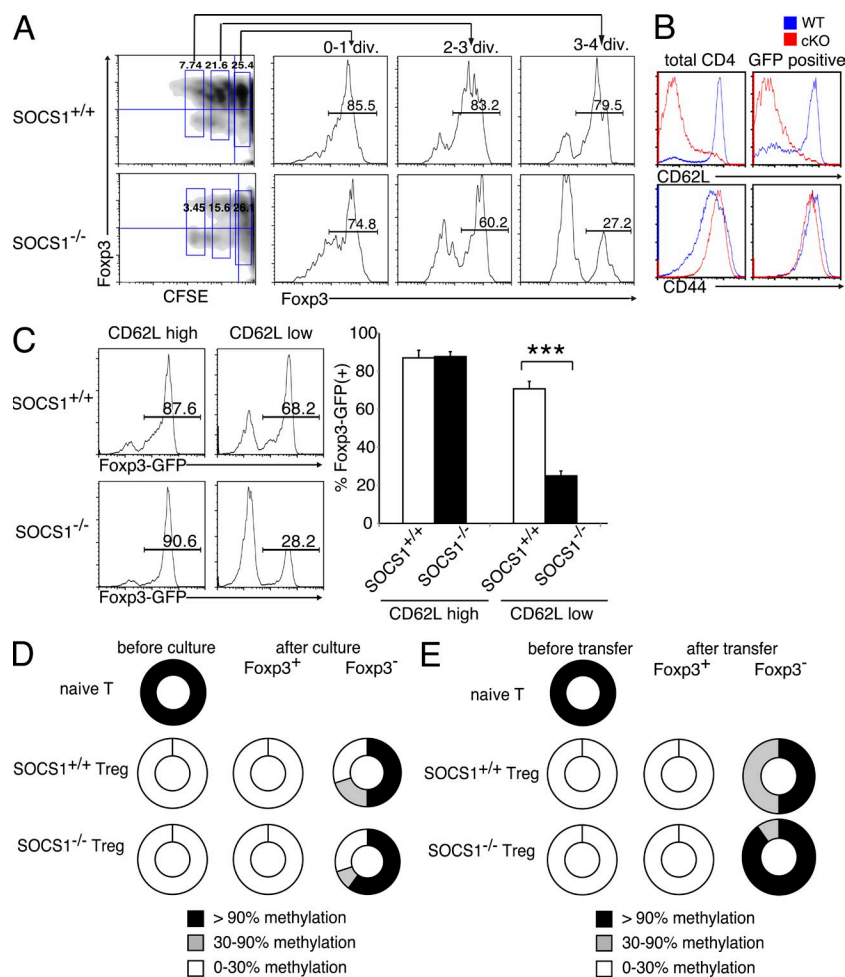 A
7.74 21.6 25.4
0-1 div. 2-3 div. 3-4 div.
SOCS1+/+
85.5 83.2 79.5
SOCS1-/-
3.45 15.6 26.1
74.8 60.2 27.2
Foxp3
CFSE
Foxp3
B
WT
cKO
total CD4 GFP positive
CD62L
CD44
C
CD62L high CD62L low
SOCS1+/+
87.6 68.2
Foxp3-GFP
SOCS1-/-
90.6 28.2
Foxp3-GFP
% Foxp3-GFP(+)
100
80
60
40
20
0
***
SOCS1+/+ SOCS1-/- SOCS1+/+ SOCS1-/-
CD62L high CD62L low
D
before culture after culture
Foxp3+ Foxp3-
naive T
SOCS1+/+ Treg
SOCS1-/- Treg
> 90% methylation
30-90% methylation
0-30% methylation
E
before transfer after transfer
Foxp3+ Foxp3-
naive T
SOCS1+/+ Treg
SOCS1-/- Treg
> 90% methylation
30-90% methylation
0-30% methylation